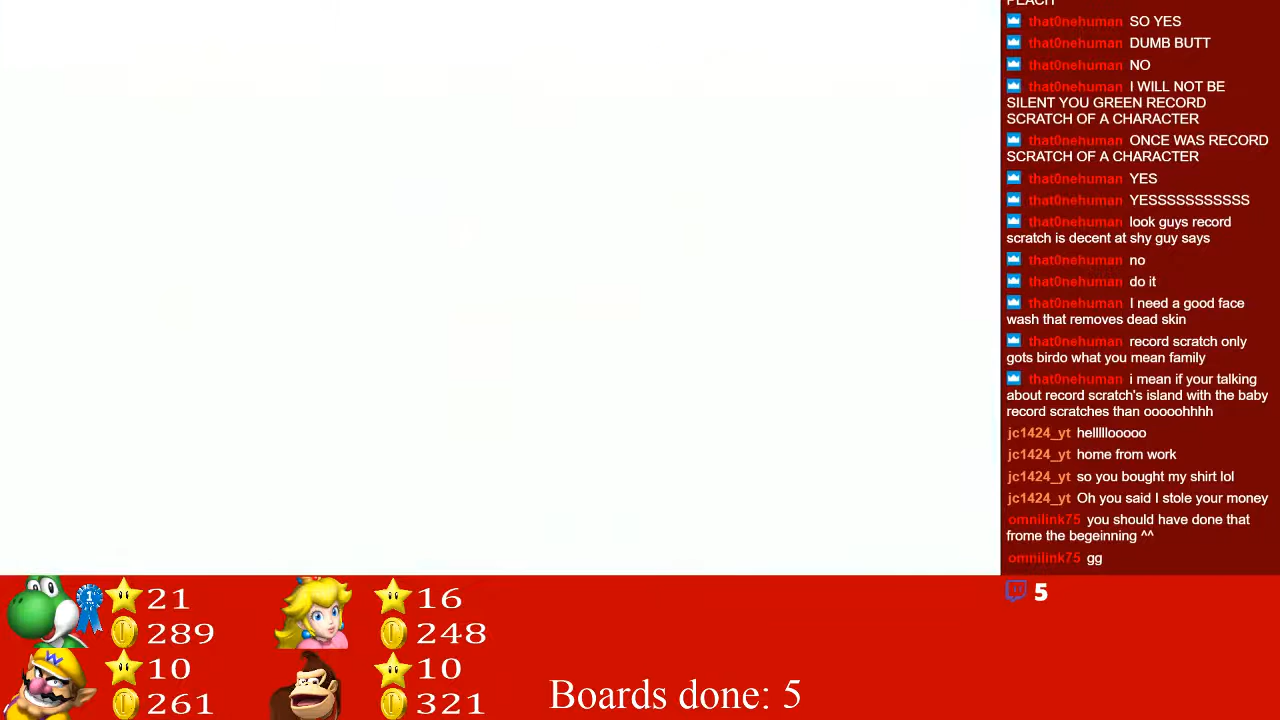 PEACH
that0nehuman SO YES
that0nehuman DUMB BUTT
that0nehuman NO
that0nehuman I WILL NOT BE
SILENT YOU GREEN RECORD
SCRATCH OF A CHARACTER
that0nehuman ONCE WAS RECORD
SCRATCH OF A CHARACTER
that0nehuman YES
that0nehuman YESSSSSSSSSSS
that0nehuman look guys record
scratch is decent at shy guy says
that0nehuman no
that0nehuman do it
that0nehuman I need a good face
wash that removes dead skin
that0nehuman record scratch only
gots birdo what you mean family
that0nehuman i mean if your talking
about record scratch's island with the baby
record scratches than ooooohhhh
jc1424_yt hellllloooo
jc1424_yt home from work
jc1424_yt so you bought my shirt lol
jc1424_yt Oh you said I stole your money
omnilink75 you should have done that
frome the begeinning ^^
omnilink75 gg
5
1 21
289
16
248
W 10
261
10
321
Boards done: 5